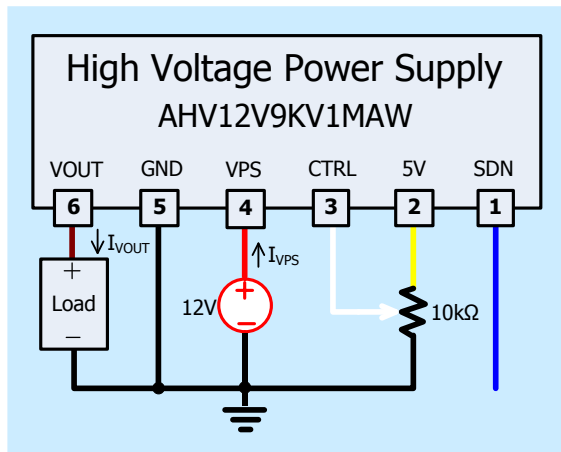 High Voltage Power Supply
AHV12V9KV1MAW
VOUT GND VPS CTRL 5V SDN
6 5 4 3 2 1
IVOUT IVPS
+ +
Load 12V 10kΩ
− −